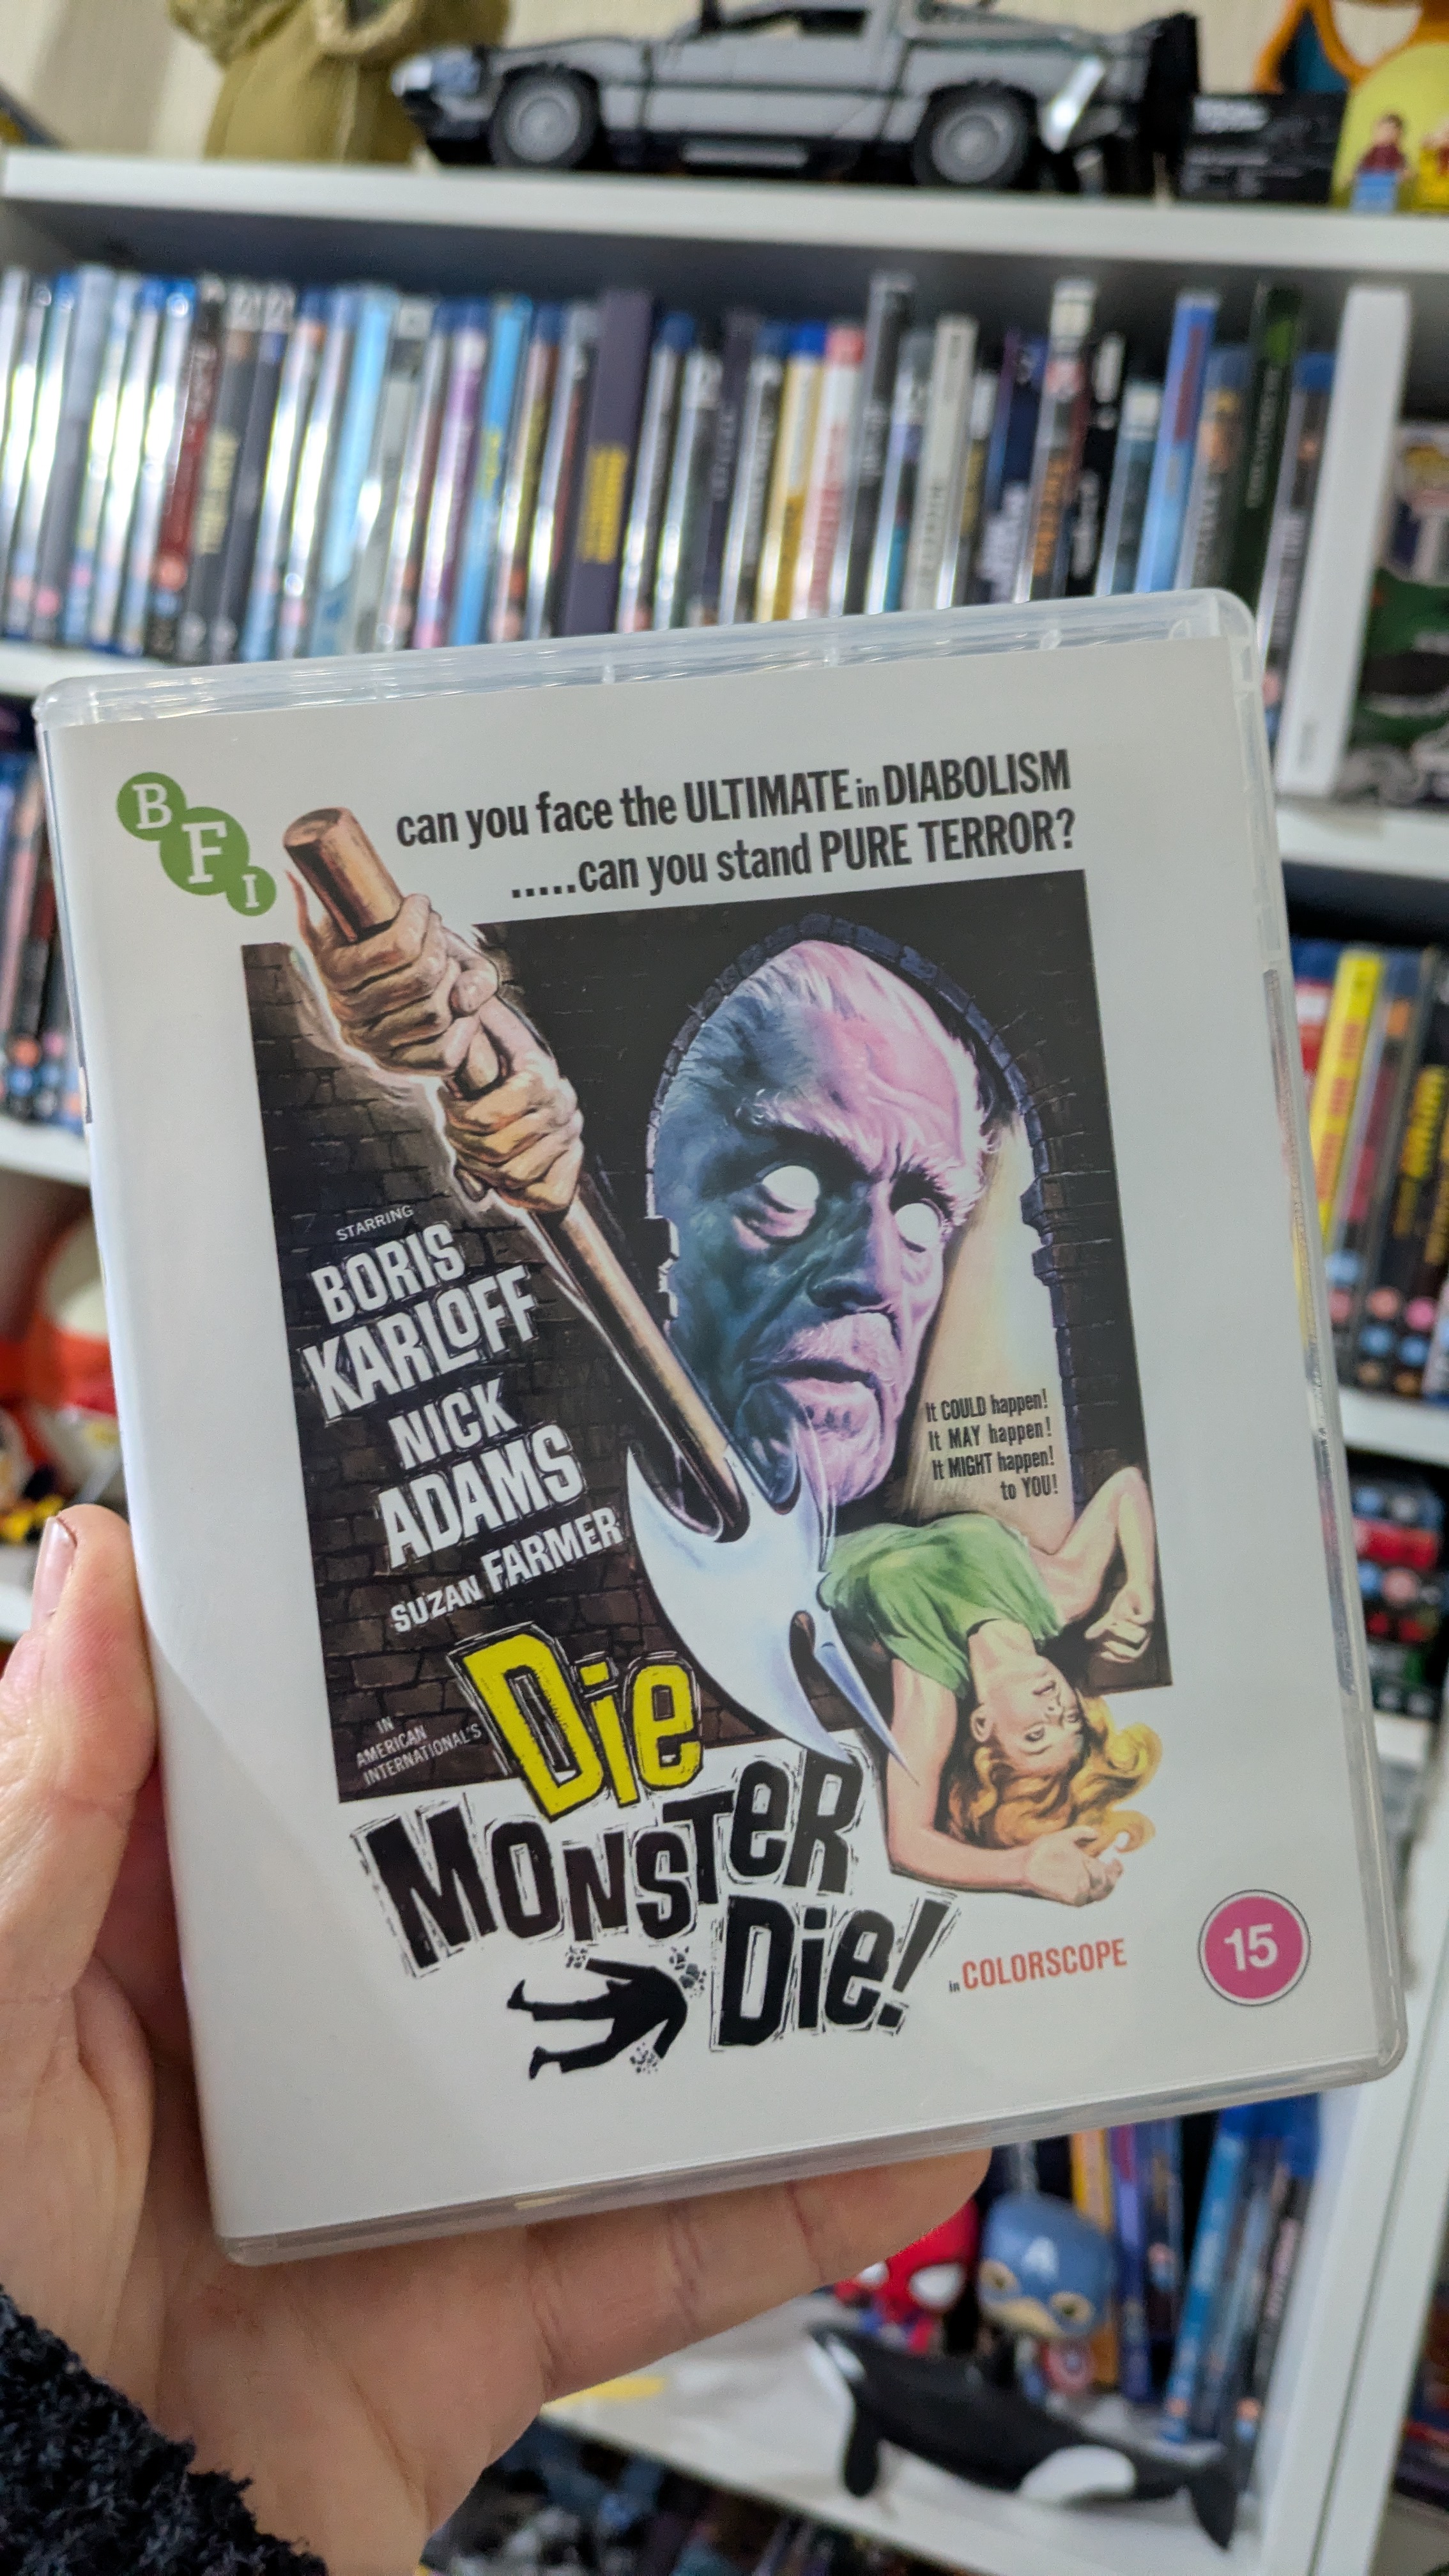 BFI
can you face the ULTIMATE in DIABOLISM
.....can you stand PURE TERROR?
STARRING
BORIS
KARLOFF
NICK
ADAMS
SUZAN FARMER
It COULD happen!
It MAY happen!
It MIGHT happen!
to YOU!
IN
AMERICAN
INTERNATIONAL'S
Die
MONSTeR
Die!
in COLORSCOPE
15
A